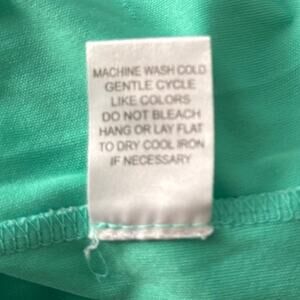 MACHINE WASH COLD
GENTLE CYCLE
LIKE COLORS
DO NOT BLEACH
HANG OR LAY FLAT
TO DRY COOL IRON
IF NECESSARY